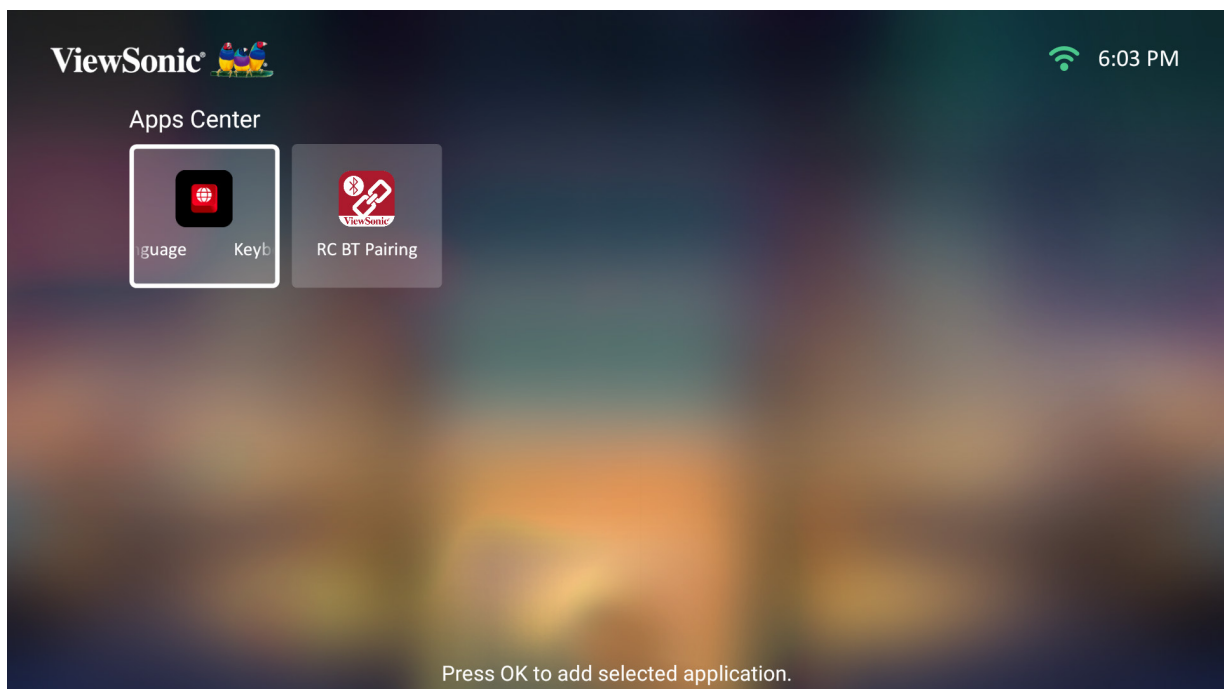 ViewSonic
6:03 PM
Apps Center
guage Keyb
RC BT Pairing
ViewSonic
Press OK to add selected application.